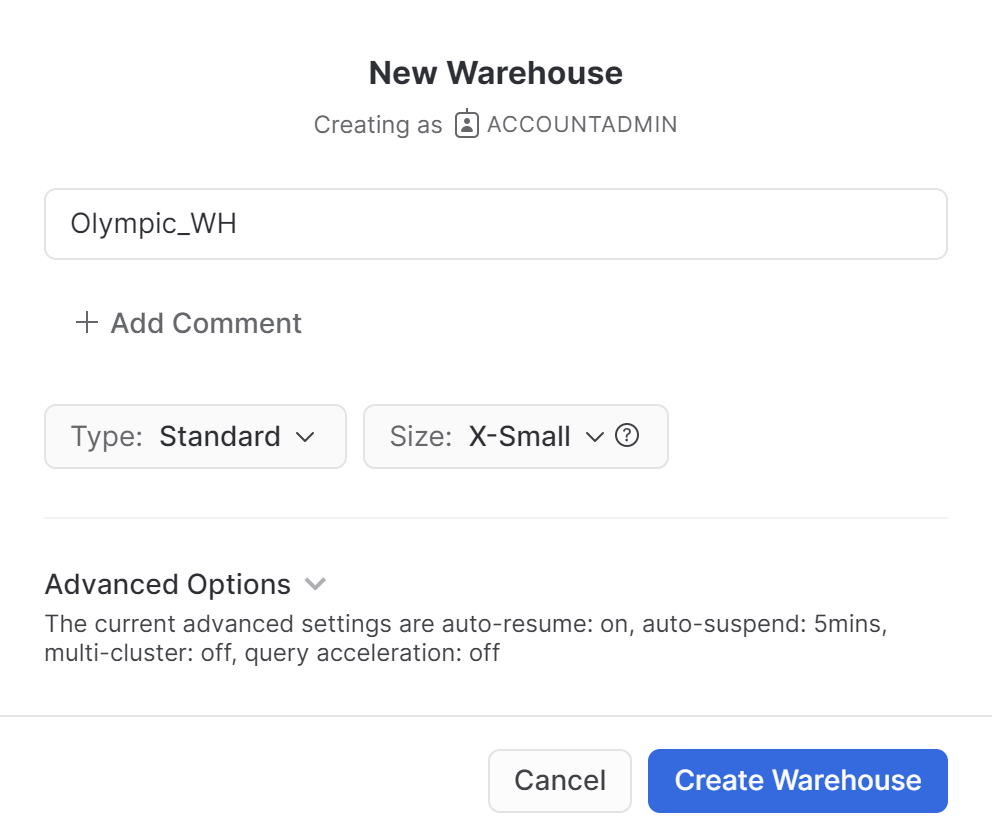 New Warehouse
Creating as ACCOUNTADMIN
Olympic_WH
+ Add Comment
Type: Standard Size: X-Small ?
Advanced Options
The current advanced settings are auto-resume: on, auto-suspend: 5mins,
multi-cluster: off, query acceleration: off
Cancel Create Warehouse